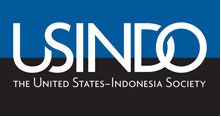 USINDO
THE UNITED STATES–INDONESIA SOCIETY